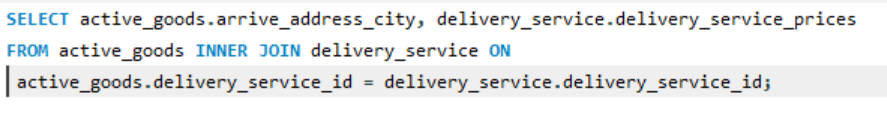 SELECT active_goods.arrive_address_city, delivery_service.delivery_service_prices
FROM active_goods INNER JOIN delivery_service ON
active_goods.delivery_service_id = delivery_service.delivery_service_id;